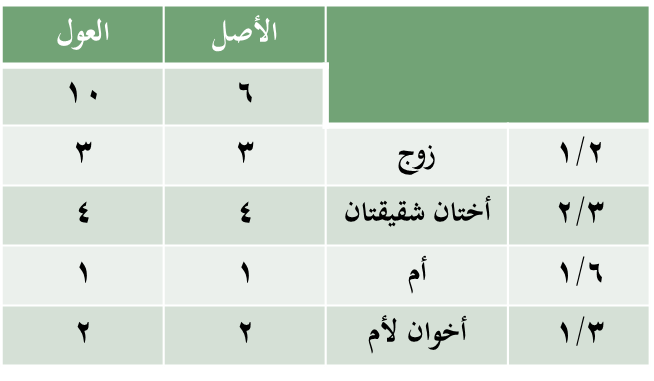 الأصل العول
٦ ١٠
١/٢ زوج ٣ ٣
٢/٣ أختان شقيقتان ٤ ٤
١/٦ أم ١ ١
١/٣ أخوان لأم ٢ ٢